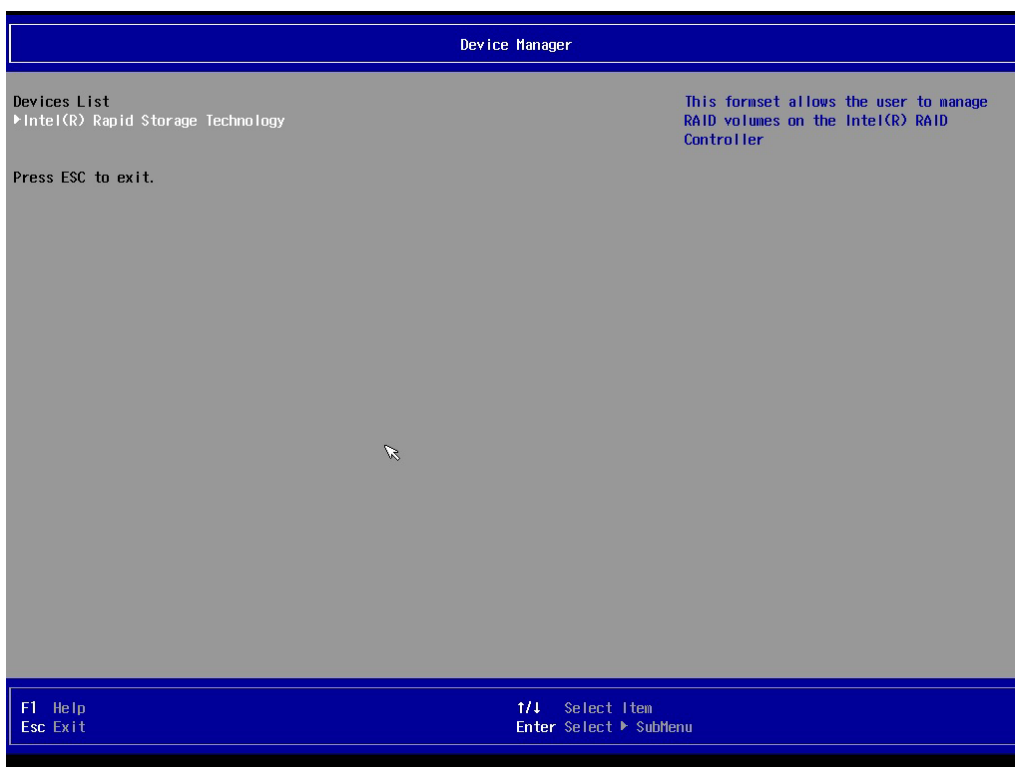 Device Manager
Devices List
▶Intel(R) Rapid Storage Technology
Press ESC to exit.
This formset allows the user to manage
RAID volumes on the Intel(R) RAID
Controller
F1 Help
Esc Exit
↑/↓ Select Item
Enter Select ▶ SubMenu